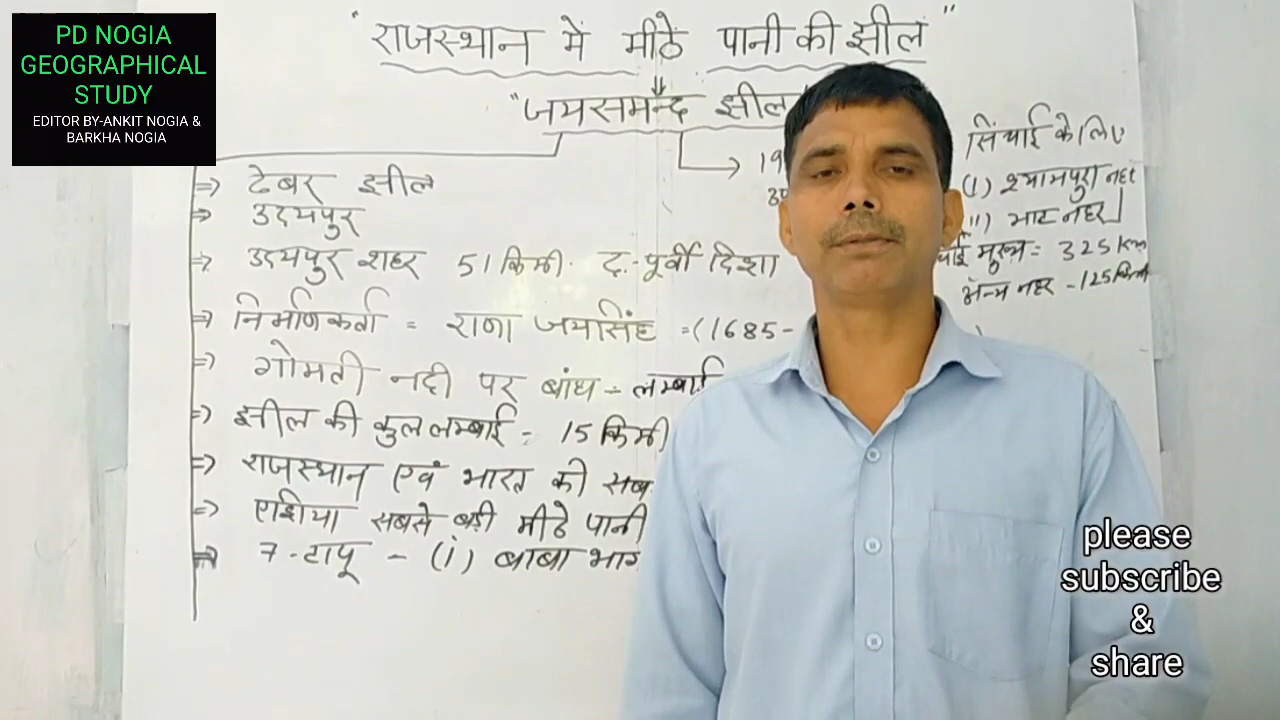 PD NOGIA
GEOGRAPHICAL
STUDY
EDITOR BY-ANKIT NOGIA &
BARKHA NOGIA
"राजस्थान में मीठे पानी की झील"
"जयसमन्द झील
=> ढेबर झील
=> उदयपुर
=> उदयपुर शहर 51 किमी. द.-पूर्वी दिशा
=> निर्माणकर्ता = राणा जयसिंह =(1685-
=> गोमती नदी पर बांध - लम्बाई
=> झील की कुल लम्बाई - 15 किमी
=> राजस्थान एवं भारत की सब
=> एशिया सबसे बड़ी मीठे पानी
=> 7-टापू - (i) बाबा भाग
19
सिंचाई के लिए
(i) श्यामपुरा नहर
") भाट नहर
= 325 km
अन्य नहर - 125 किमी
please
subscribe
&
share